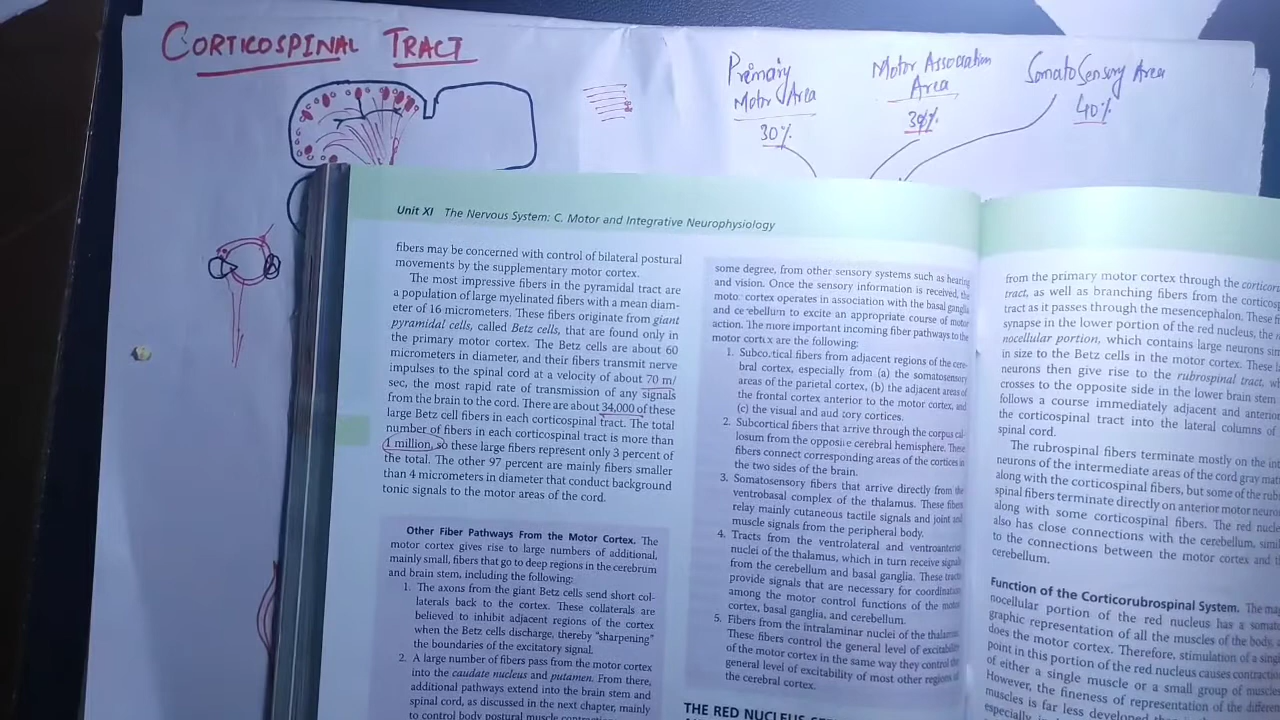 CORTICOSPINAL TRACT
Primary
Motor Area
30%
Motor Association
Area
30%
SomatoSensory Area
40%
Unit XI The Nervous System: C. Motor and Integrative Neurophysiology
fibers may be concerned with control of bilateral postural
movements by the supplementary motor cortex.
The most impressive fibers in the pyramidal tract are
a population of large myelinated fibers with a mean diam-
eter of 16 micrometers. These fibers originate from giant
pyramidal cells, called Betz cells, that are found only in
the primary motor cortex. The Betz cells are about 60
micrometers in diameter, and their fibers transmit nerve
impulses to the spinal cord at a velocity of about 70 m/
sec, the most rapid rate of transmission of any signals
from the brain to the cord. There are about 34,000 of these
large Betz cell fibers in each corticospinal tract. The total
number of fibers in each corticospinal tract is more than
1 million, so these large fibers represent only 3 percent of
the total. The other 97 percent are mainly fibers smaller
than 4 micrometers in diameter that conduct background
tonic signals to the motor areas of the cord.
Other Fiber Pathways From the Motor Cortex. The
motor cortex gives rise to large numbers of additional,
mainly small, fibers that go to deep regions in the cerebrum
and brain stem, including the following:
1. The axons from the giant Betz cells send short col-
laterals back to the cortex. These collaterals are
believed to inhibit adjacent regions of the cortex
when the Betz cells discharge, thereby "sharpening"
the boundaries of the excitatory signal.
2. A large number of fibers pass from the motor cortex
into the caudate nucleus and putamen. From there,
additional pathways extend into the brain stem and
spinal cord, as discussed in the next chapter, mainly
to control body postural muscle
some degree, from other sensory systems such as hearing
and vision. Once the sensory information is received, the
motor cortex operates in association with the basal ganglia
and cerebellum to excite an appropriate course of motor
action. The more important incoming fiber pathways to the
motor cortex are the following:
1. Subcortical fibers from adjacent regions of the cere-
bral cortex, especially from (a) the somatosensory
areas of the parietal cortex, (b) the adjacent areas of
the frontal cortex anterior to the motor cortex, and
(c) the visual and auditory cortices.
2. Subcortical fibers that arrive through the corpus cal-
losum from the opposite cerebral hemisphere. These
fibers connect corresponding areas of the cortices in
the two sides of the brain.
3. Somatosensory fibers that arrive directly from the
ventrobasal complex of the thalamus. These fibers
relay mainly cutaneous tactile signals and joint and
muscle signals from the peripheral body.
4. Tracts from the ventrolateral and ventroanterior
nuclei of the thalamus, which in turn receive signals
from the cerebellum and basal ganglia. These tracts
provide signals that are necessary for coordination
among the motor control functions of the motor
cortex, basal ganglia, and cerebellum.
5. Fibers from the intralaminar nuclei of the thalamus.
These fibers control the general level of excitability
of the motor cortex in the same way they control the
general level of excitability of most other regions of
the cerebral cortex.
THE RED NUCLEUS
from the primary motor cortex through the
tract, as well as branching fibers from the
tract as it passes through the mesencephalon. These
synapse in the lower portion of the red nucleus, the
nocellular portion, which contains large neurons
in size to the Betz cells in the motor cortex. These
neurons then give rise to the rubrospinal tract,
crosses to the opposite side in the lower brain stem
follows a course immediately adjacent and
the corticospinal tract into the lateral columns of
spinal cord.
The rubrospinal fibers terminate mostly on the
neurons of the intermediate areas of the cord gray
along with the corticospinal fibers, but some of the
spinal fibers terminate directly on anterior motor
along with some corticospinal fibers. The red
also has close connections with the cerebellum,
to the connections between the motor cortex and
cerebellum.
Function of the Corticorubrospinal System. The
nocellular portion of the red nucleus has a
graphic representation of all the muscles of the body,
does the motor cortex. Therefore, stimulation of a
point in this portion of the red nucleus causes
of either a single muscle or a small group of
However, the fineness of representation of the
muscles is far less developed
especially in